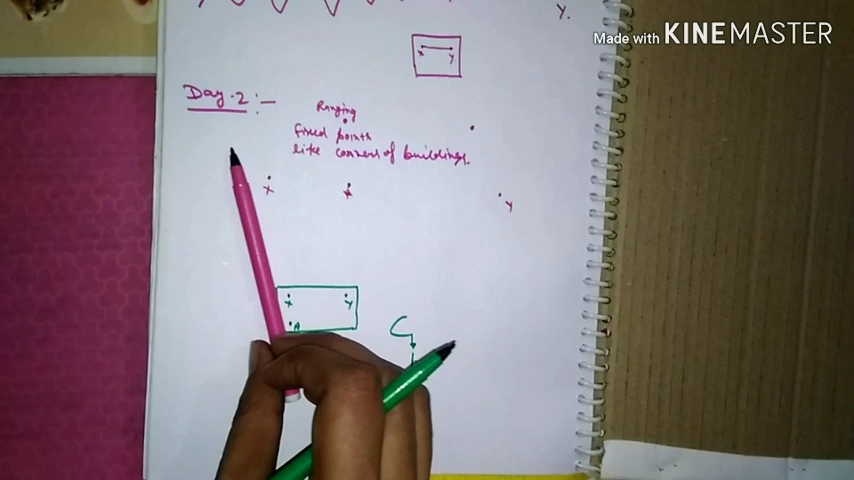 Y.
Made with KINEMASTER
X Y
Day.2:-
Ranging
fixed points
like corners of buildings.
X
Y
X Y
A
C